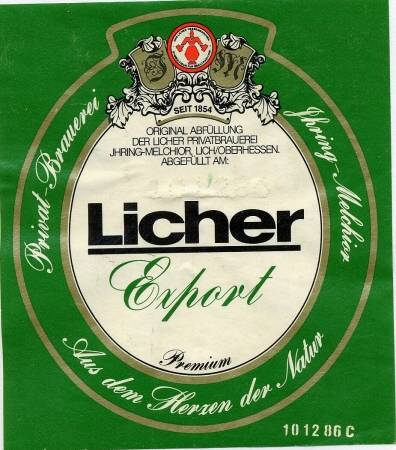 J M
SEIT 1854
ORIGINAL ABFÜLLUNG
DER LICHER PRIVATBRAUEREI
JHRING-MELCHIOR, LICH/OBERHESSEN.
ABGEFÜLLT AM:
Privat Brauerei
Jhring-Melchior
Licher
Export
Premium
Aus dem Herzen der Natur
10 12 86 C